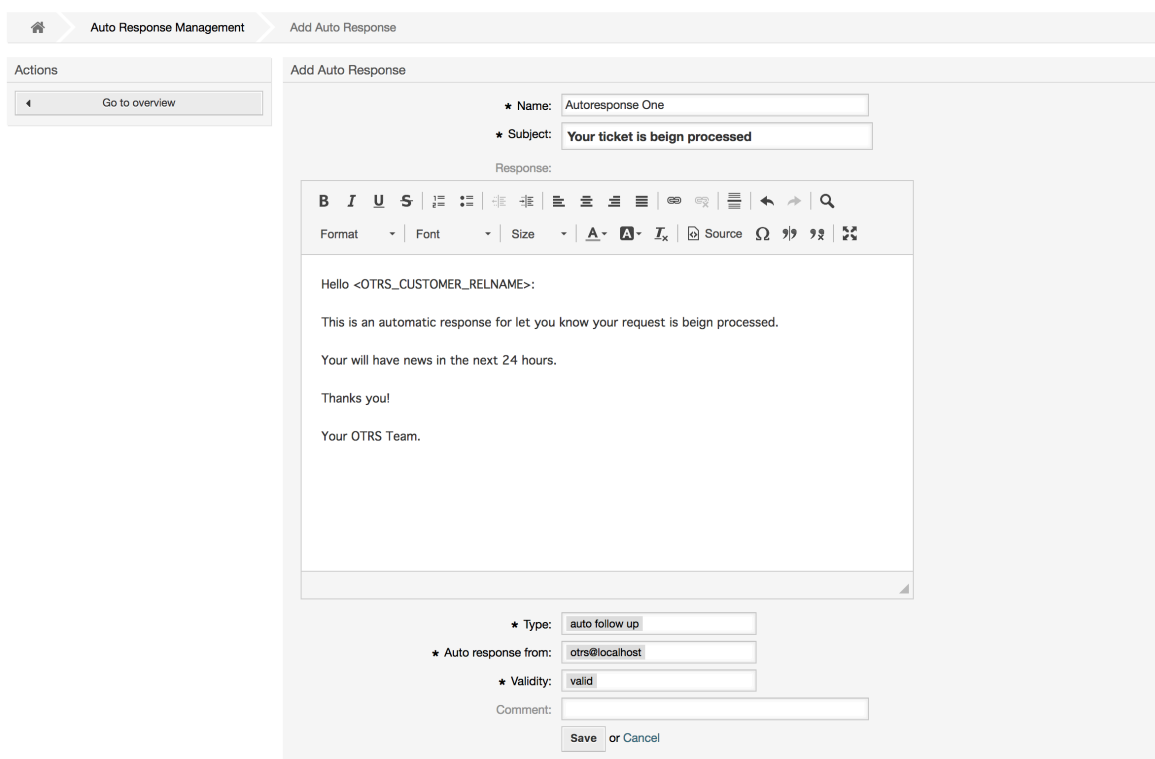 Auto Response Management Add Auto Response
Actions
Go to overview
Add Auto Response
★ Name: Autoresponse One
★ Subject: Your ticket is beign processed
Response:
B I U S
Format Font Size A A Ix Source Ω
Hello <OTRS_CUSTOMER_RELNAME>:
This is an automatic response for let you know your request is beign processed.
Your will have news in the next 24 hours.
Thanks you!
Your OTRS Team.
★ Type: auto follow up
★ Auto response from: otrs@localhost
★ Validity: valid
Comment:
Save or Cancel